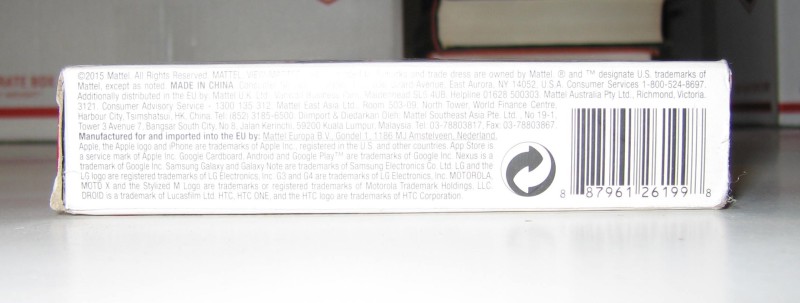 ©2015 Mattel. All Rights Reserved. MATTEL, and trade dress are owned by Mattel. ® and ™ designate U.S. trademarks of
Mattel, except as noted. MADE IN CHINA. Avenue, East Aurora, NY 14052, U.S.A. Consumer Services 1-800-524-8697.
Additionally distributed in the EU by: Mattel U.K. Ltd., Maidenhead SL6 4UB. Helpline 01628 500303. Mattel Australia Pty. Ltd., Richmond, Victoria.
3121. Consumer Advisory Service - 1300 135 312. Mattel East Asia Ltd., Room 503-09, North Tower, World Finance Centre,
Harbour City, Tsimshatsui, HK, China. Tel: (852) 3185-6500. Diimport & Diedarkan Oleh: Mattel Southeast Asia Pte. Ltd., No 19-1,
Tower 3 Avenue 7, Bangsar South City, No 8, Jalan Kerinchi, 59200 Kuala Lumpur, Malaysia. Tel: 03-78803817, Fax: 03-78803867
Manufactured for and imported into the EU by: Mattel Europa B.V., Gondel 1, 1186 MJ Amstelveen, Nederland.
Apple, the Apple logo and iPhone are trademarks of Apple Inc., registered in the U.S. and other countries. App Store is
a service mark of Apple Inc. Google Cardboard, Android and Google Play™ are trademarks of Google Inc. Nexus is a
trademark of Google Inc. Samsung Galaxy and Galaxy Note are trademarks of Samsung Electronics Co. Ltd. LG and the
LG logo are registered trademarks of LG Electronics, Inc. G3 and G4 are trademarks of LG Electronics, Inc. MOTOROLA,
MOTO X and the Stylized M Logo are trademarks or registered trademarks of Motorola Trademark Holdings, LLC.
DROID is a trademark of Lucasfilm Ltd. HTC, HTC ONE, and the HTC logo are trademarks of HTC Corporation.
8 87961 26199 8
RATE BOX